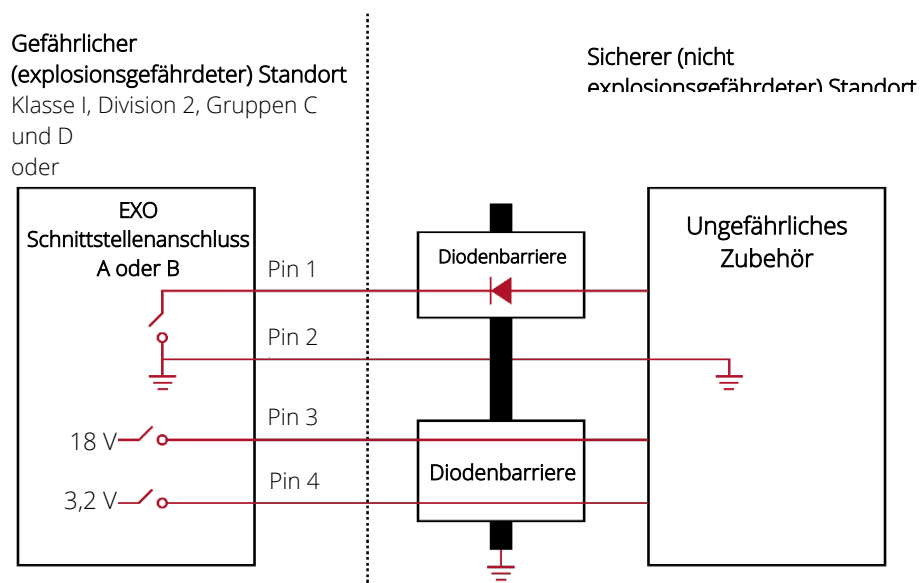 Gefährlicher
(explosionsgefährdeter) Standort
Klasse I, Division 2, Gruppen C
und D
oder
Sicherer (nicht
explosionsgefährdeter) Standort
EXO
Schnittstellenanschluss
A oder B
Pin 1
Pin 2
Pin 3
Pin 4
18 V
3,2 V
Diodenbarriere
Diodenbarriere
Ungefährliches
Zubehör